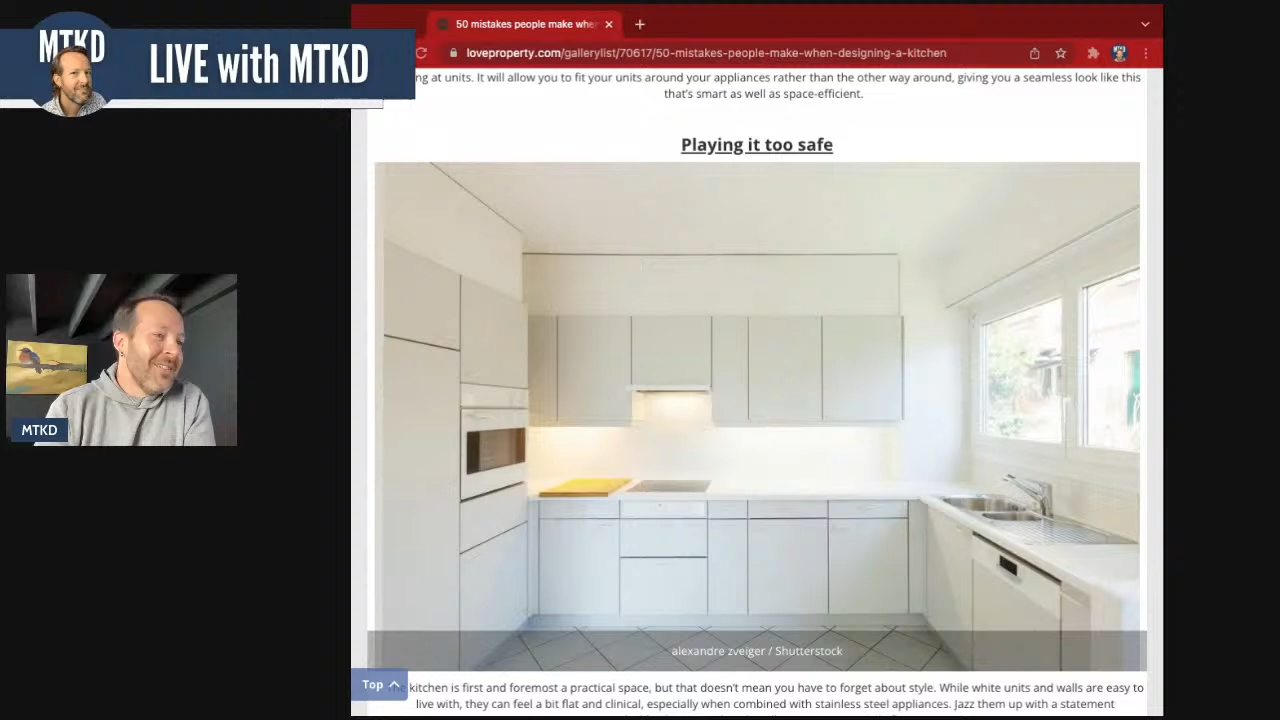 MTKD
LIVE with MTKD
50 mistakes people make when
loveproperty.com/gallerylist/70617/50-mistakes-people-make-when-designing-a-kitchen
at units. It will allow you to fit your units around your appliances rather than the other way around, giving you a seamless look like this
that's smart as well as space-efficient.
Playing it too safe
MTKD
alexandre zveiger / Shutterstock
Top
kitchen is first and foremost a practical space, but that doesn't mean you have to forget about style. While white units and walls are easy to
live with, they can feel a bit flat and clinical, especially when combined with stainless steel appliances. Jazz them up with a statement